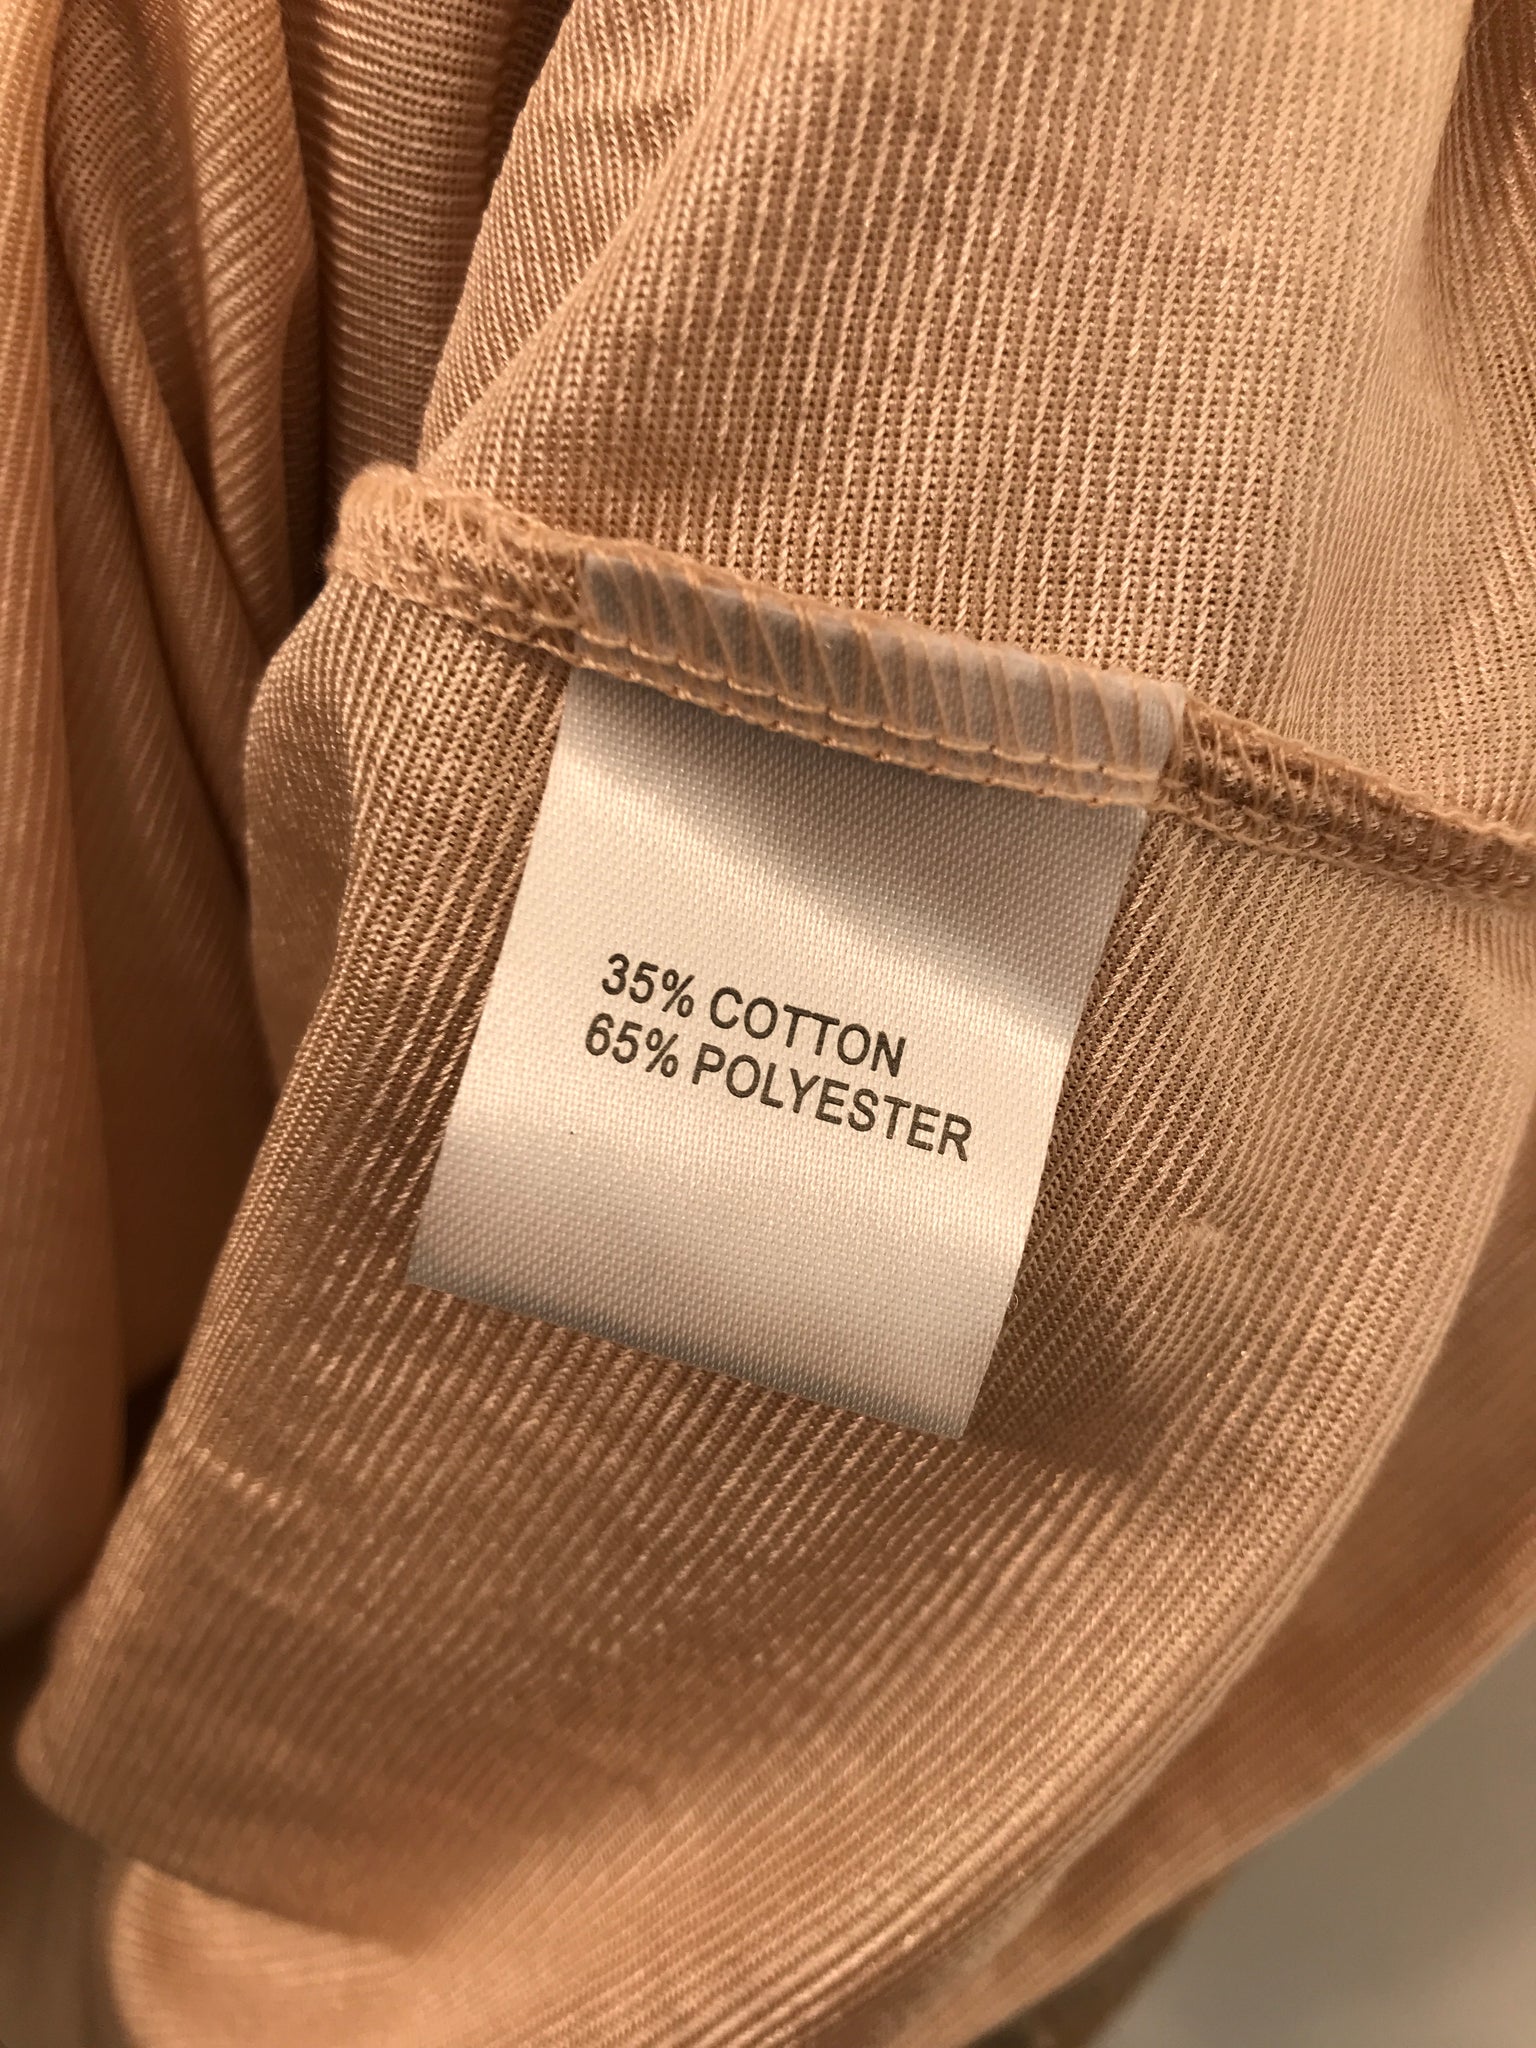 35% COTTON
65% POLYESTER